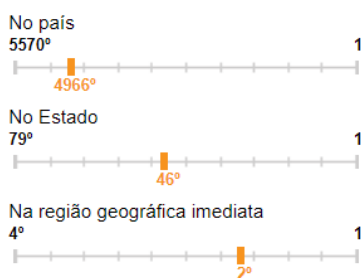 No país
5570º 1
4966º
No Estado
79º 1
46º
Na região geográfica imediata
4º 1
2º